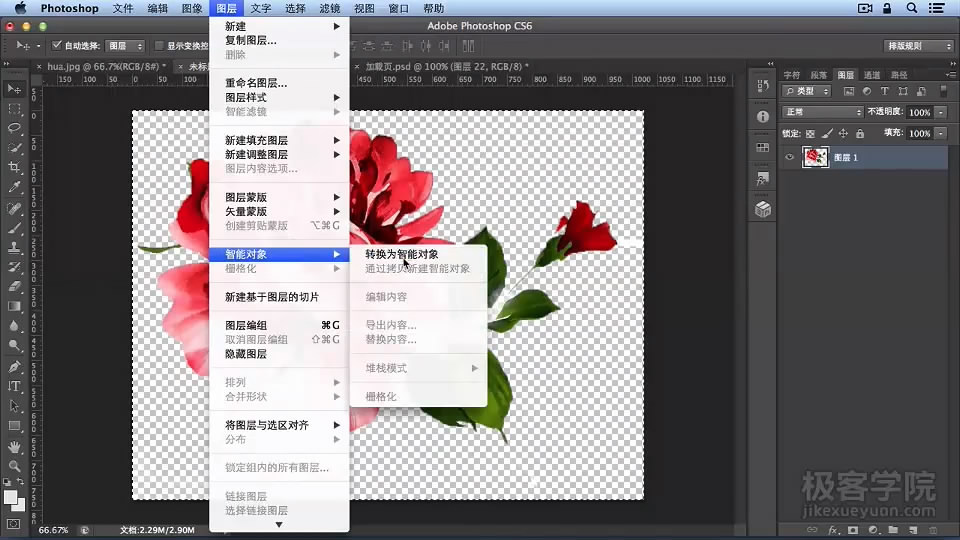 Photoshop 文件 编辑 图像 图层 文字 选择 滤镜 视图 窗口 帮助
Adobe Photoshop CS6
自动选择: 图层 显示变换控 排版规则
hua.jpg @ 66.7%(RGB/8) * 加载页.psd @ 100% (图层 22, RGB/8) *
新建
复制图层...
删除
重命名图层...
图层样式
智能滤镜
新建填充图层
新建调整图层
图层内容选项...
图层蒙版
矢量蒙版
创建剪贴蒙版 ⌥⌘G
智能对象
栅格化
新建基于图层的切片
图层编组 ⌘G
取消图层编组 ⇧⌘G
隐藏图层
排列
合并形状
将图层与选区对齐
分布
锁定组内的所有图层...
链接图层
选择链接图层
转换为智能对象
通过拷贝新建智能对象
编辑内容
导出内容...
替换内容...
堆栈模式
栅格化
字符 段落 图层 通道 路径
类型
正常 不透明度: 100%
锁定: 填充: 100%
图层 1
66.67% 文档:2.29M/2.90M
极客学院
jikexueyuan.com